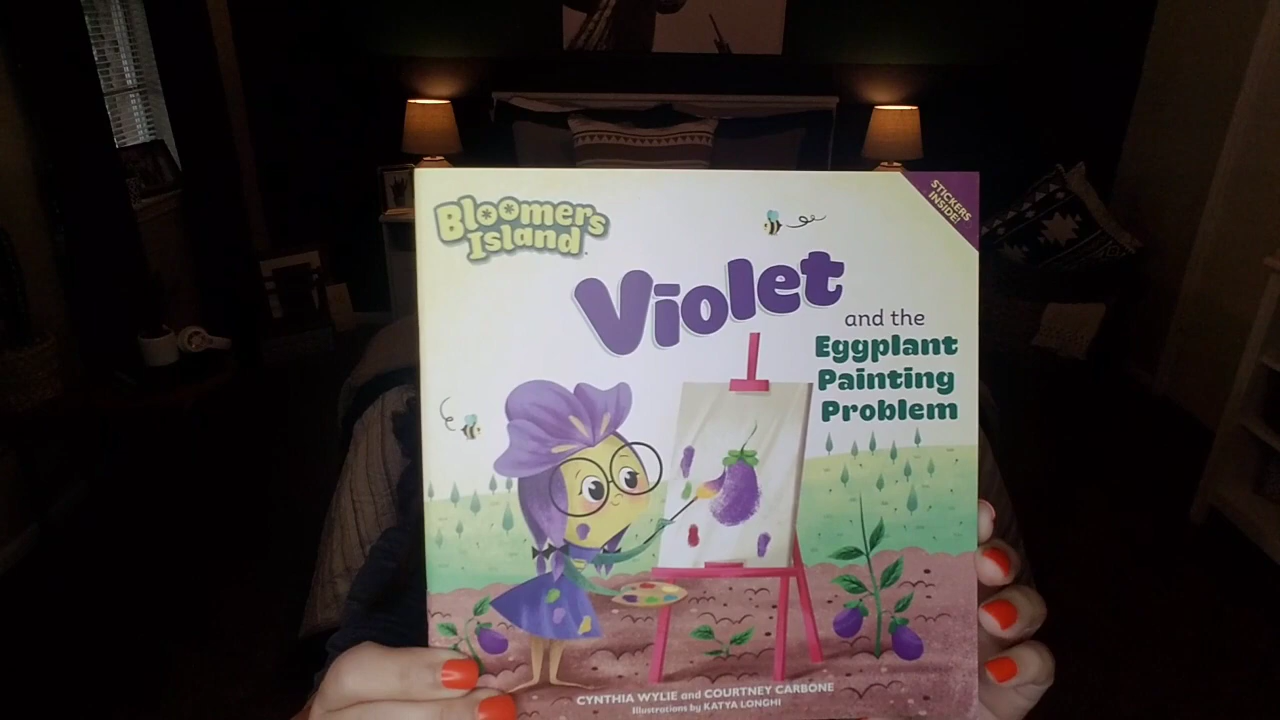 Bloomers
Island
STICKERS
INSIDE!
Violet
and the
Eggplant
Painting
Problem
CYNTHIA WYLIE and COURTNEY CARBONE
Illustrations by KATYA LONGHI